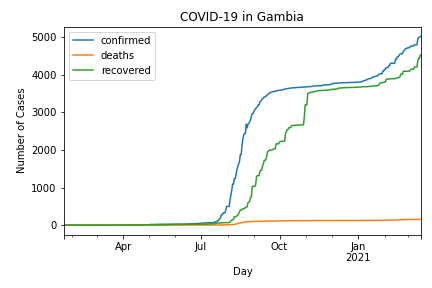 COVID-19 in Gambia
confirmed
deaths
recovered
5000
4000
3000
2000
1000
0
Number of Cases
Apr
Jul
Oct
Jan
2021
Day